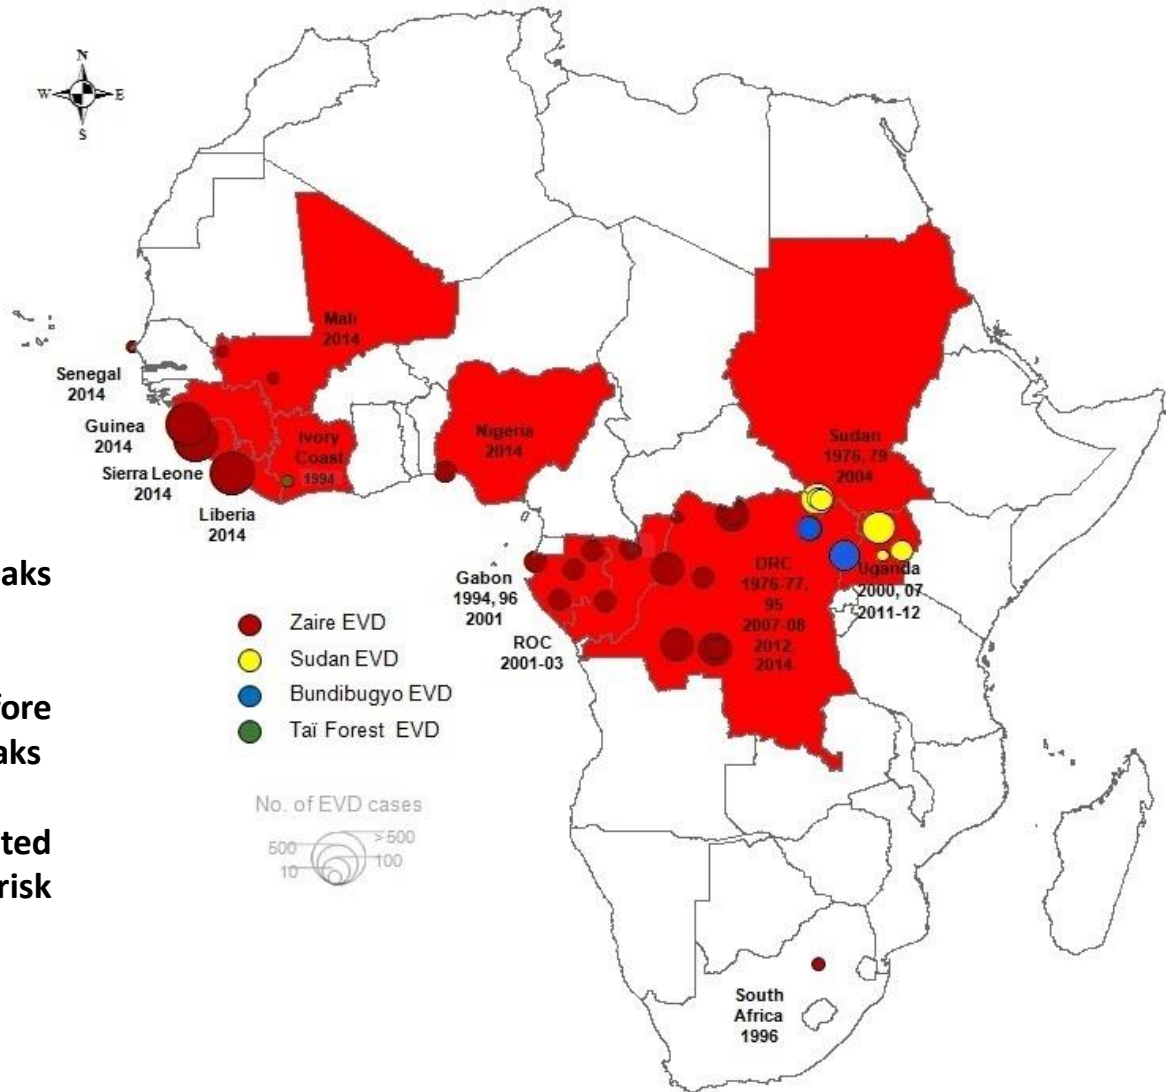 N
W
E
S
Mali
2014
Senegal
2014
Guinea
2014
Sierra Leone
2014
Liberia
2014
Ivory
Coast
1994
Nigeria
2014
Sudan
1976, 79
2004
Gabon
1994, 96
2001
ROC
2001-03
DRC
1976-77,
95
2007-08
2012,
2014
Uganda
2000, 07
2011-12
South
Africa
1996
aks
fore
aks
ted
risk
Zaire EVD
Sudan EVD
Bundibugyo EVD
Taï Forest EVD
No. of EVD cases
500
> 500
10
100